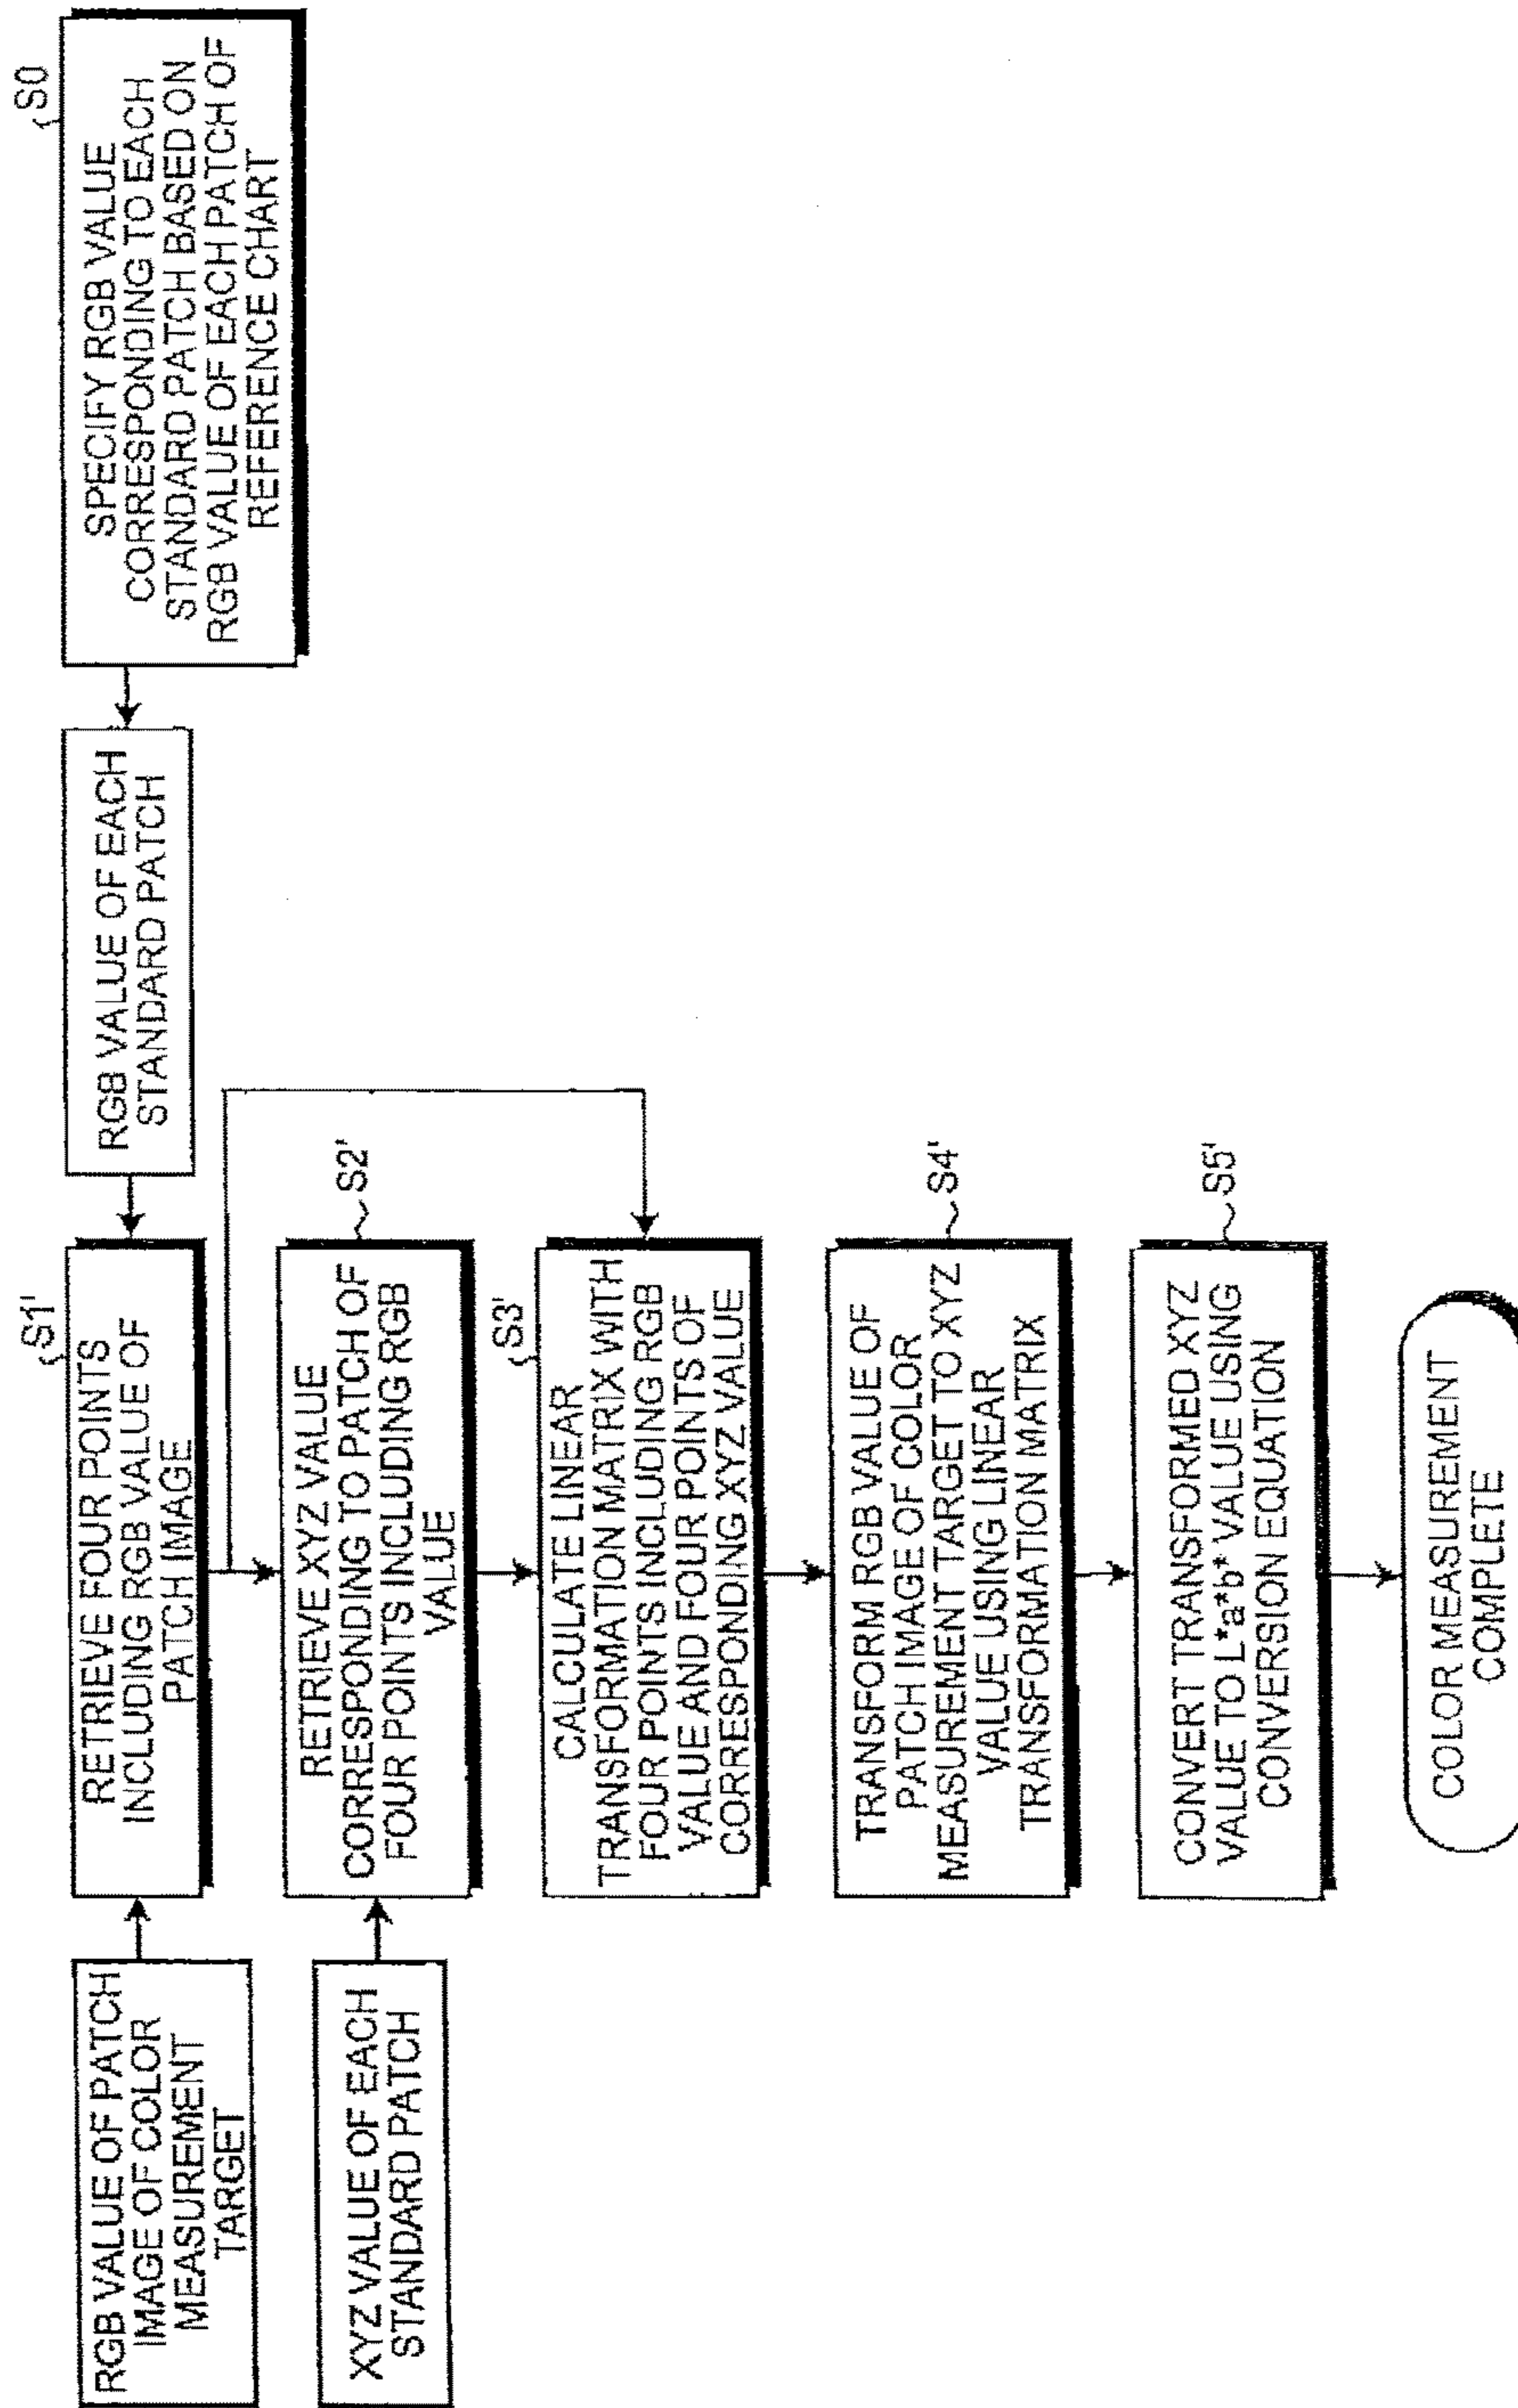 RGB VALUE OF PATCH
IMAGE OF COLOR
MEASUREMENT
TARGET
S1'
RETRIEVE FOUR POINTS
INCLUDING RGB VALUE OF
PATCH IMAGE
RGB VALUE OF EACH
STANDARD PATCH
S0
SPECIFY RGB VALUE
CORRESPONDING TO EACH
STANDARD PATCH BASED ON
RGB VALUE OF EACH PATCH OF
REFERENCE CHART
XYZ VALUE OF EACH
STANDARD PATCH
RETRIEVE XYZ VALUE
CORRESPONDING TO PATCH OF
FOUR POINTS INCLUDING RGB
VALUE
S2'
S3'
CALCULATE LINEAR
TRANSFORMATION MATRIX WITH
FOUR POINTS INCLUDING RGB
VALUE AND FOUR POINTS OF
CORRESPONDING XYZ VALUE
TRANSFORM RGB VALUE OF
PATCH IMAGE OF COLOR
MEASUREMENT TARGET TO XYZ
VALUE USING LINEAR
TRANSFORMATION MATRIX
S4'
CONVERT TRANSFORMED XYZ
VALUE TO L*a*b* VALUE USING
CONVERSION EQUATION
S5'
COLOR MEASUREMENT
COMPLETE